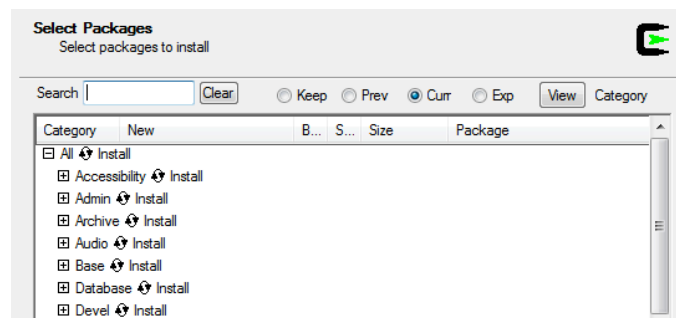 Select Packages
Select packages to install
Search Clear Keep Prev Curr Exp View Category
Category New B... S... Size Package
All Install
Accessibility Install
Admin Install
Archive Install
Audio Install
Base Install
Database Install
Devel Install